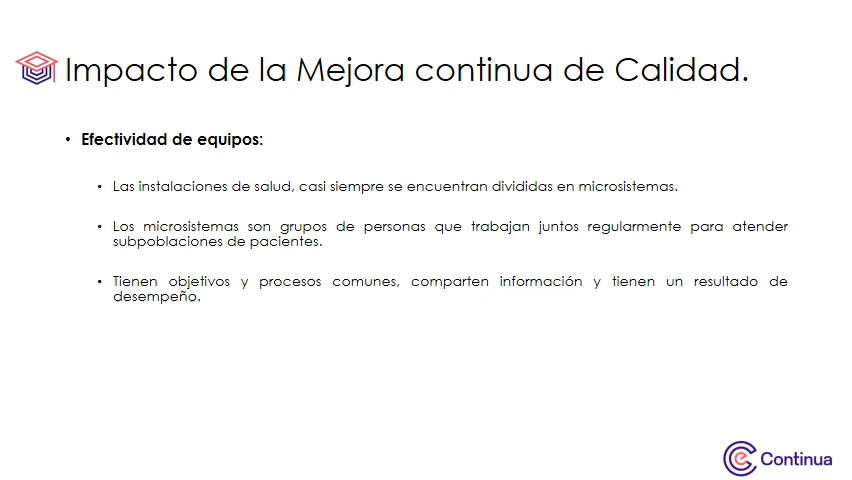 Impacto de la Mejora continua de Calidad.
• Efectividad de equipos:
• Las instalaciones de salud, casi siempre se encuentran divididas en microsistemas.
• Los microsistemas son grupos de personas que trabajan juntos regularmente para atender
subpoblaciones de pacientes.
• Tienen objetivos y procesos comunes, comparten información y tienen un resultado de
desempeño.
Continua